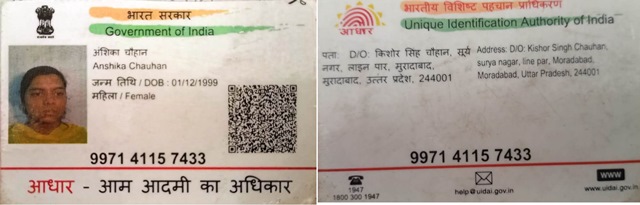 भारत सरकार
Government of India
अंशिका चौहान
Anshika Chauhan
जन्म तिथि / DOB : 01/12/1999
महिला / Female
9971 4115 7433
आधार - आम आदमी का अधिकार
भारतीय विशिष्ट पहचान प्राधिकरण
Unique Identification Authority of India
आधार
पता: D/O: किशोर सिंह चौहान, सूर्य
नगर, लाइन पार, मुरादाबाद,
मुरादाबाद, उत्तर प्रदेश, 244001
Address: D/O: Kishor Singh Chauhan,
surya nagar, line par, Moradabad,
Moradabad, Uttar Pradesh, 244001
9971 4115 7433
1947
1800 300 1947
help@uidai.gov.in
www
www.uidai.gov.in